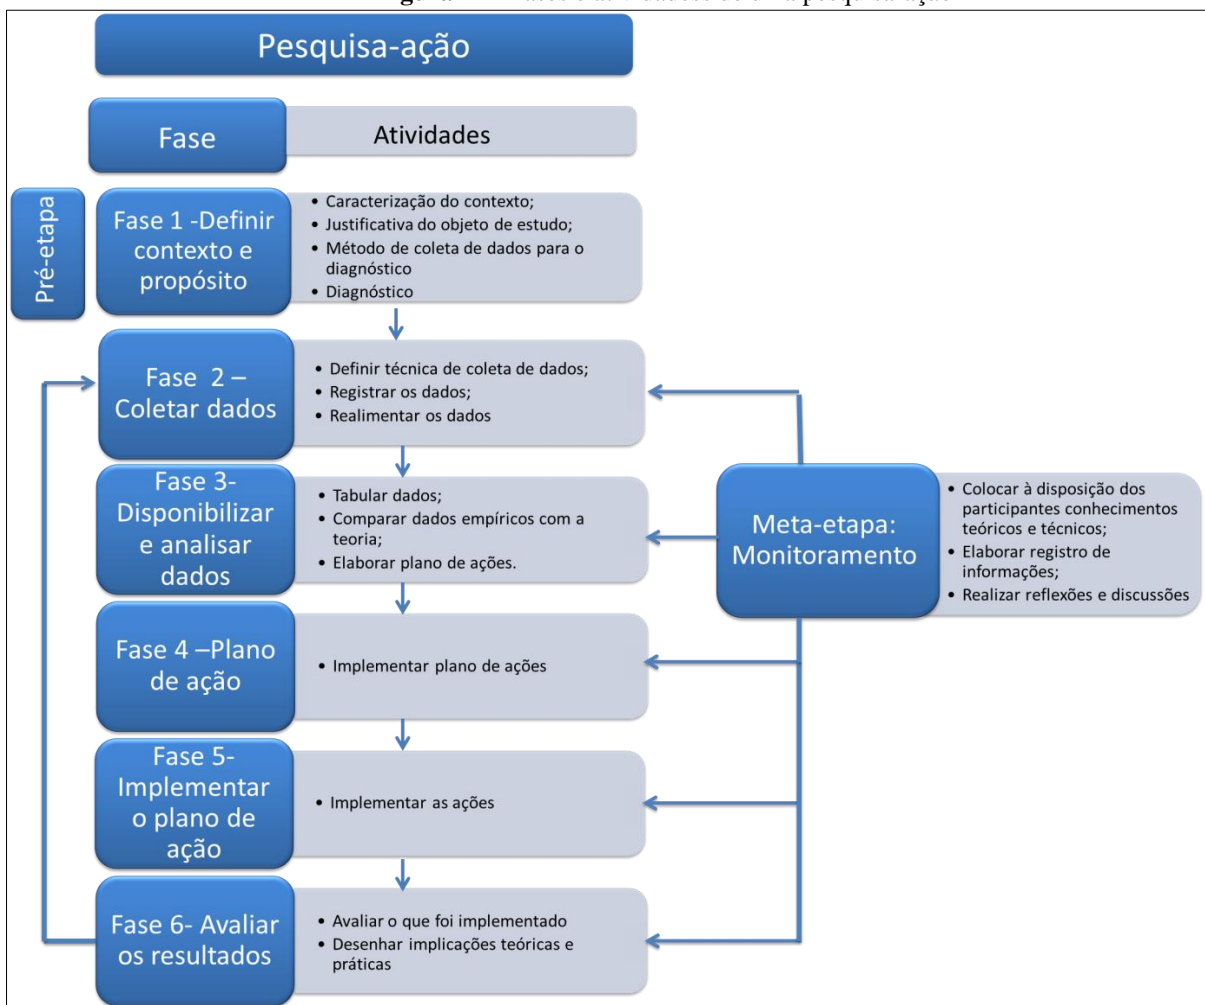 Pesquisa-ação
Fase
Atividades
Pré-etapa
Fase 1 -Definir
contexto e
propósito
• Caracterização do contexto;
• Justificativa do objeto de estudo;
• Método de coleta de dados para o
diagnóstico
• Diagnóstico
Fase 2 –
Coletar dados
• Definir técnica de coleta de dados;
• Registrar os dados;
• Realimentar os dados
Fase 3-
Disponibilizar
e analisar
dados
• Tabular dados;
• Comparar dados empíricos com a
teoria;
• Elaborar plano de ações.
Meta-etapa:
Monitoramento
• Colocar à disposição dos
participantes conhecimentos
teóricos e técnicos;
• Elaborar registro de
informações;
• Realizar reflexões e discussões
Fase 4 –Plano
de ação
• Implementar plano de ações
Fase 5-
Implementar
o plano de
ação
• Implementar as ações
Fase 6- Avaliar
os resultados
• Avaliar o que foi implementado
• Desenhar implicações teóricas e
práticas